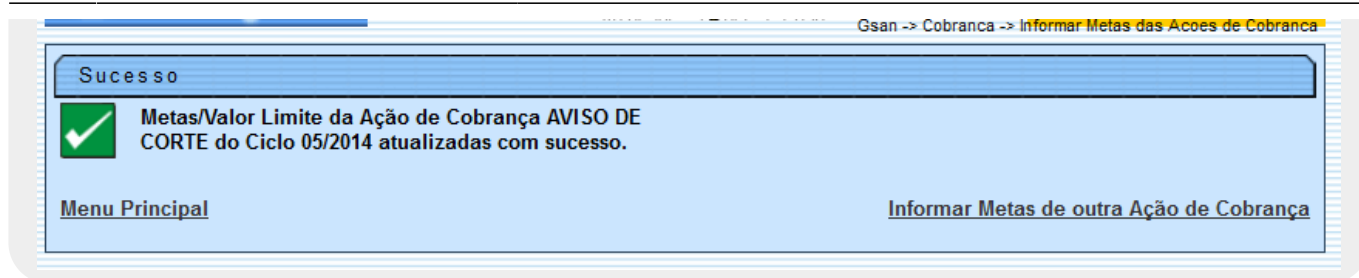 Gsan -> Cobranca -> Informar Metas das Acoes de Cobranca
Sucesso
Metas/Valor Limite da Ação de Cobrança AVISO DE
CORTE do Ciclo 05/2014 atualizadas com sucesso.
Menu Principal
Informar Metas de outra Ação de Cobrança